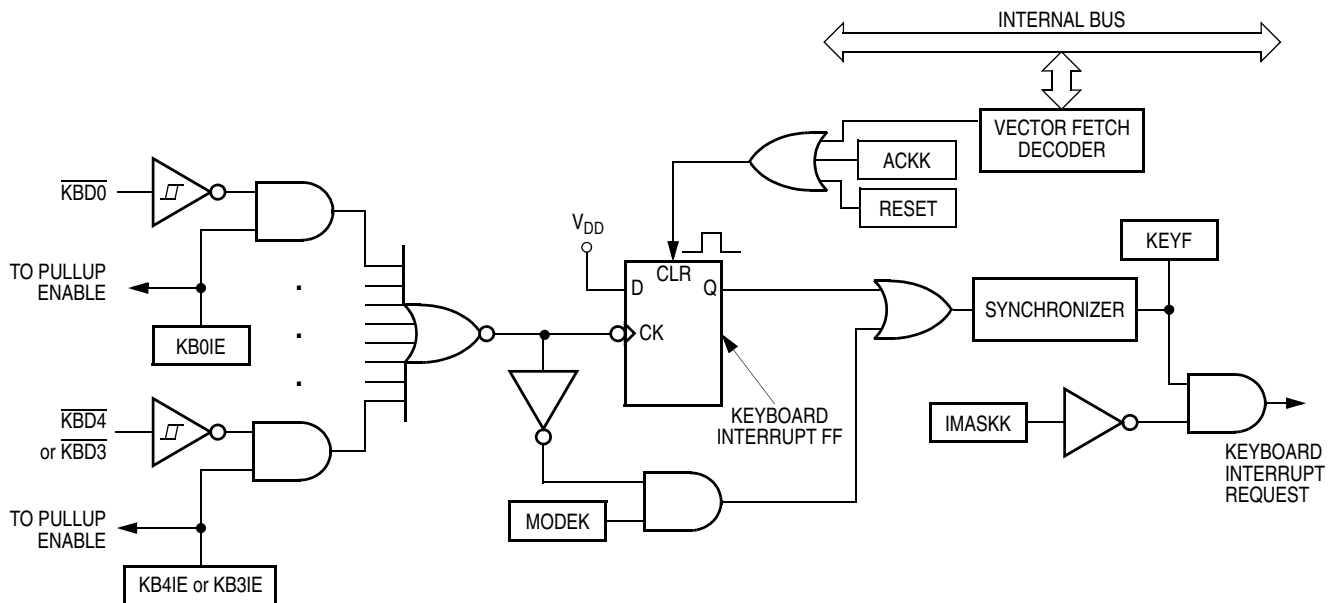 INTERNAL BUS
VECTOR FETCH
DECODER
ACKK
RESET
KBD0
VDD
KEYF
CLR
D
Q
TO PULLUP
ENABLE
SYNCHRONIZER
CK
KB0IE
KEYBOARD
INTERRUPT FF
KBD4
or KBD3
IMASKK
KEYBOARD
INTERRUPT
REQUEST
MODEK
TO PULLUP
ENABLE
KB4IE or KB3IE